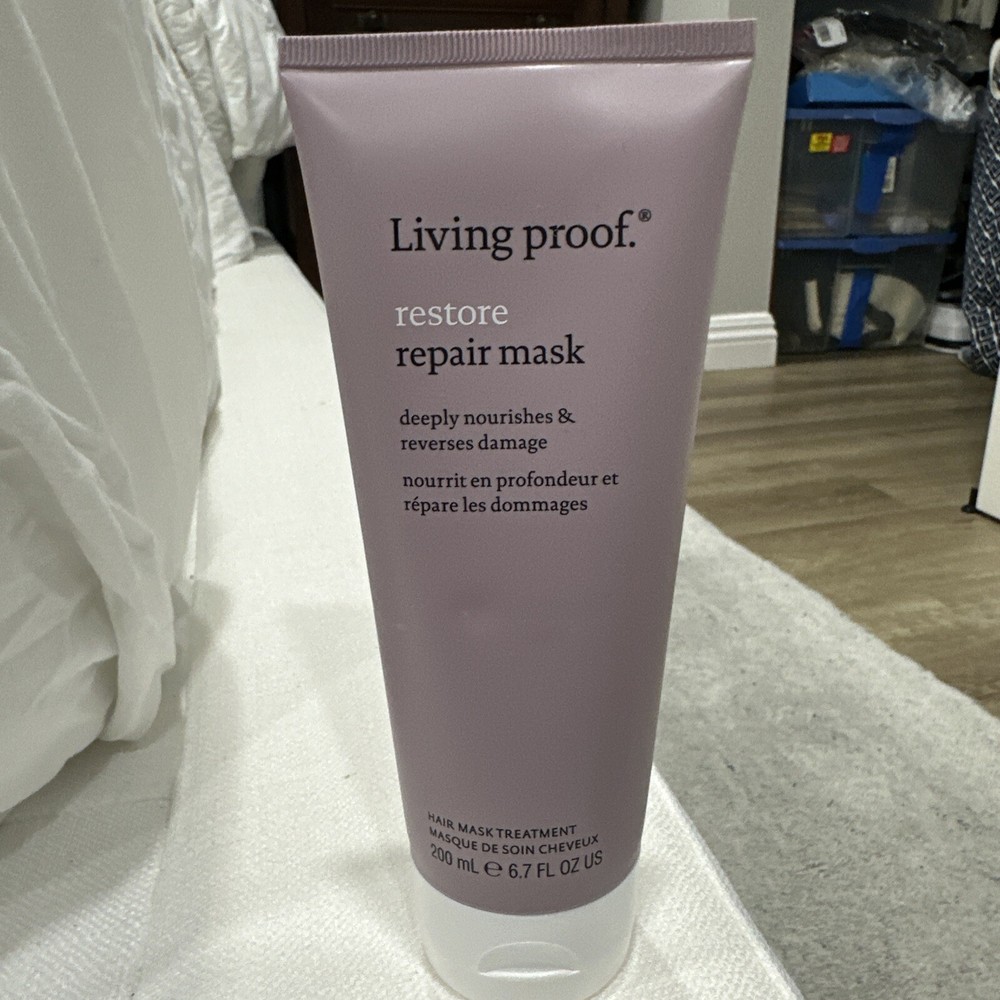 Living proof.®
restore
repair mask
deeply nourishes &
reverses damage
nourrit en profondeur et
répare les dommages
HAIR MASK TREATMENT
MASQUE DE SOIN CHEVEUX
200 mL ℮ 6.7 FL OZ US